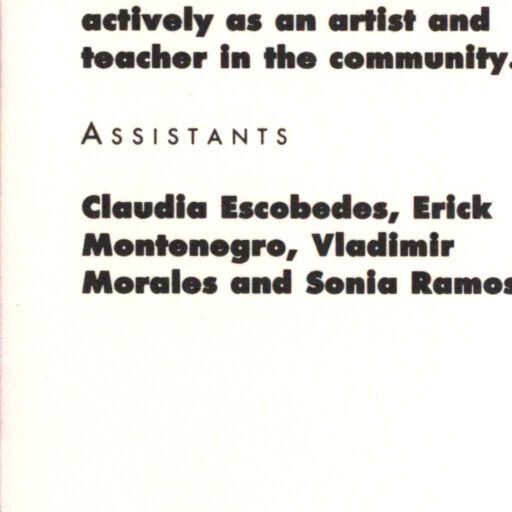 actively as an artist and
teacher in the community.
ASSISTANTS
Claudia Escobedes, Erick
Montenegro, Vladimir
Morales and Sonia Ramos